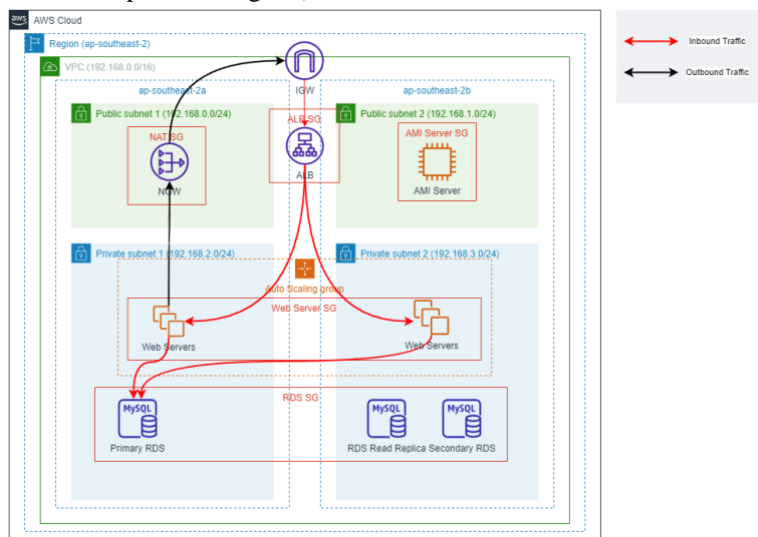 aws
AWS Cloud
Region (ap-southeast-2)
VPC (192.168.0.0/16)
ap-southeast-2a
IGW
ap-southeast-2b
Public subnet 1 (192.168.0.0/24)
ALB SG
Public subnet 2 (192.168.1.0/24)
NAT SG
AMI Server SG
NGW
ALB
AMI Server
Private subnet 1 (192.168.2.0/24)
Private subnet 2 (192.168.3.0/24)
Auto Scaling group
Web Server SG
Web Servers
Web Servers
RDS SG
MySQL
MySQL
MySQL
Primary RDS
RDS Read Replica
Secondary RDS
Inbound Traffic
Outbound Traffic